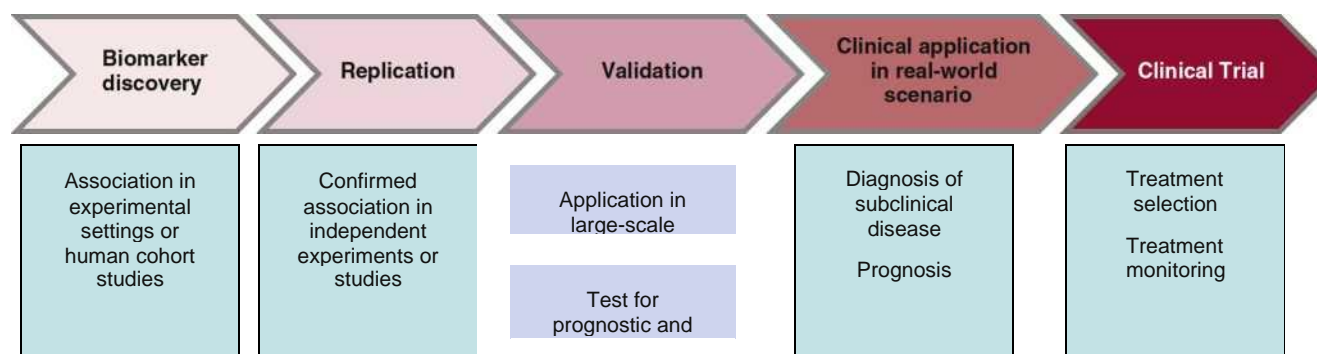 Biomarker
discovery
Replication
Validation
Clinical application
in real-world
scenario
Clinical Trial
Association in
experimental
settings or
human cohort
studies
Confirmed
association in
independent
experiments or
studies
Application in
large-scale
Test for
prognostic and
Diagnosis of
subclinical
disease
Prognosis
Treatment
selection
Treatment
monitoring